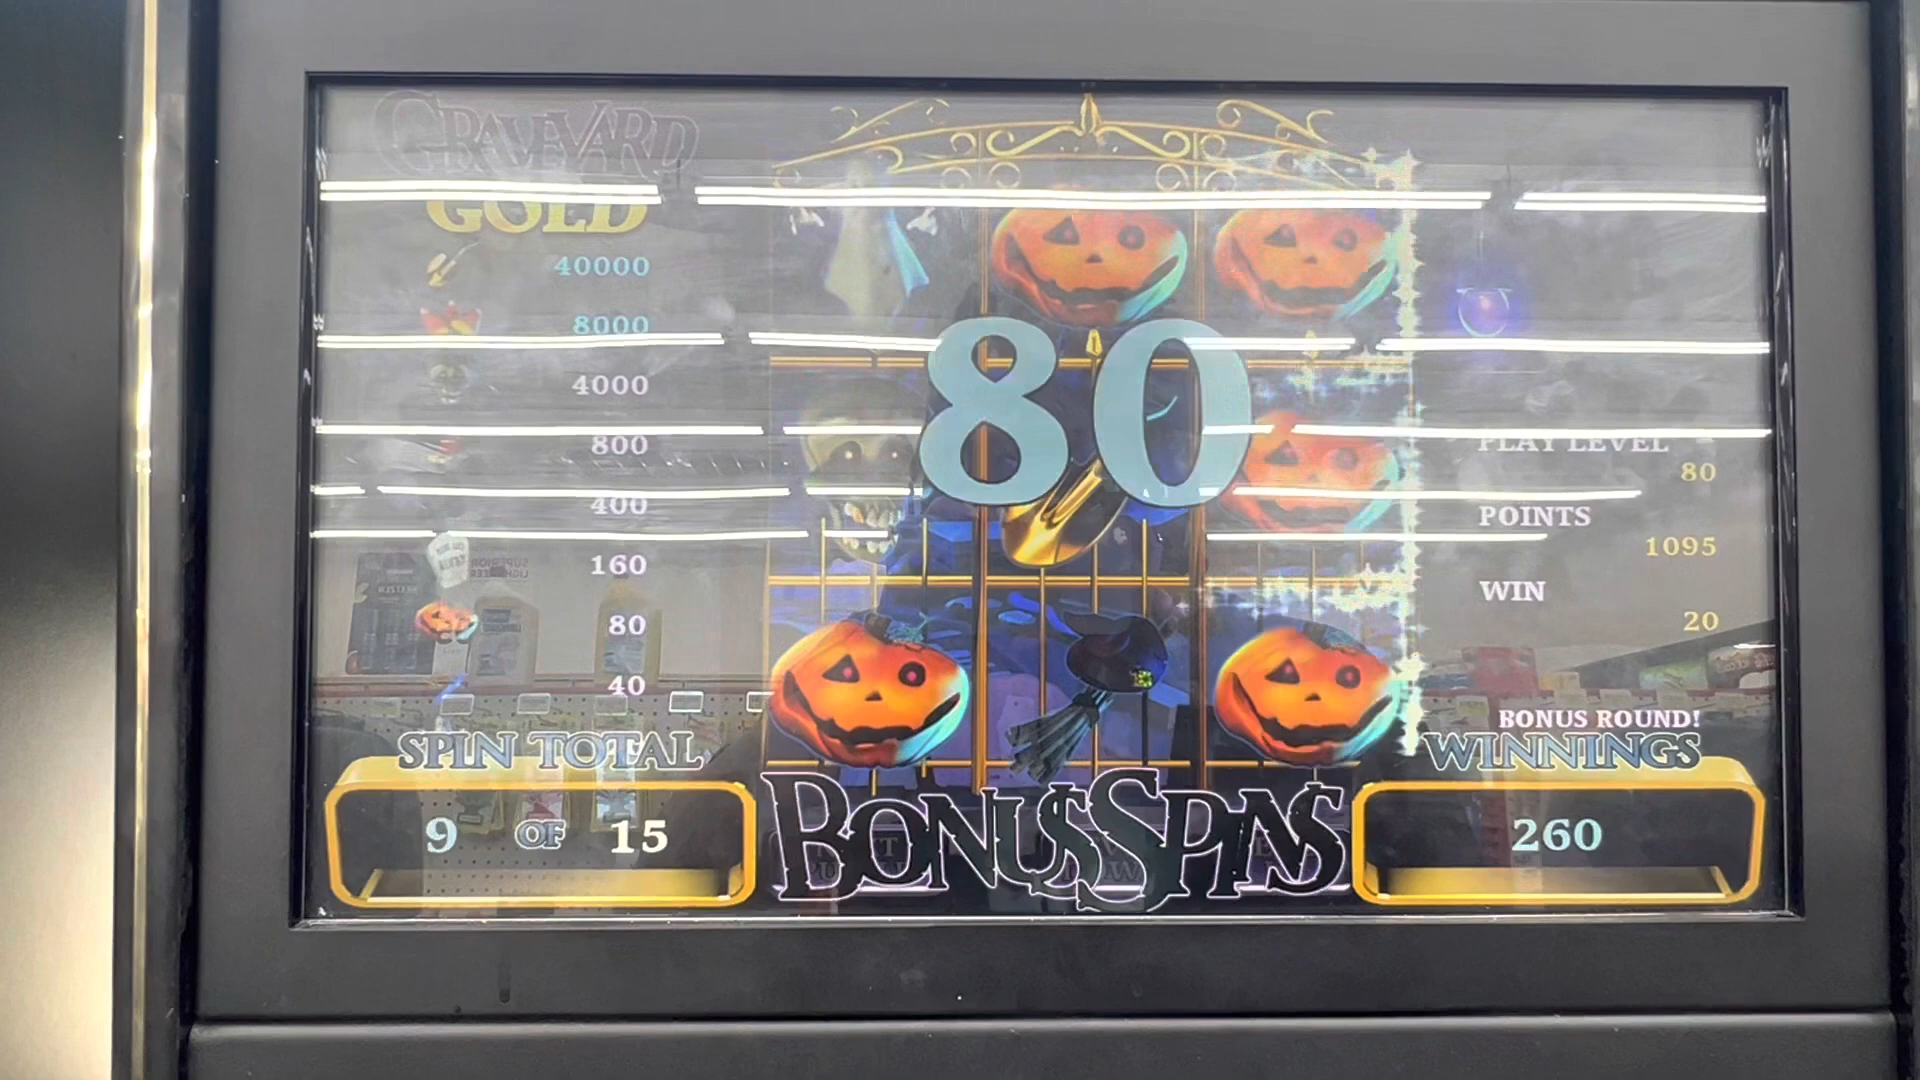 GRAVEYARD
GOLD
40000
8000
4000
800
400
160
80
40
80
PLAY LEVEL
80
POINTS
1095
WIN
20
BONUS ROUND!
SPIN TOTAL
9 OF 15
BONUS SPINS
WINNINGS
260